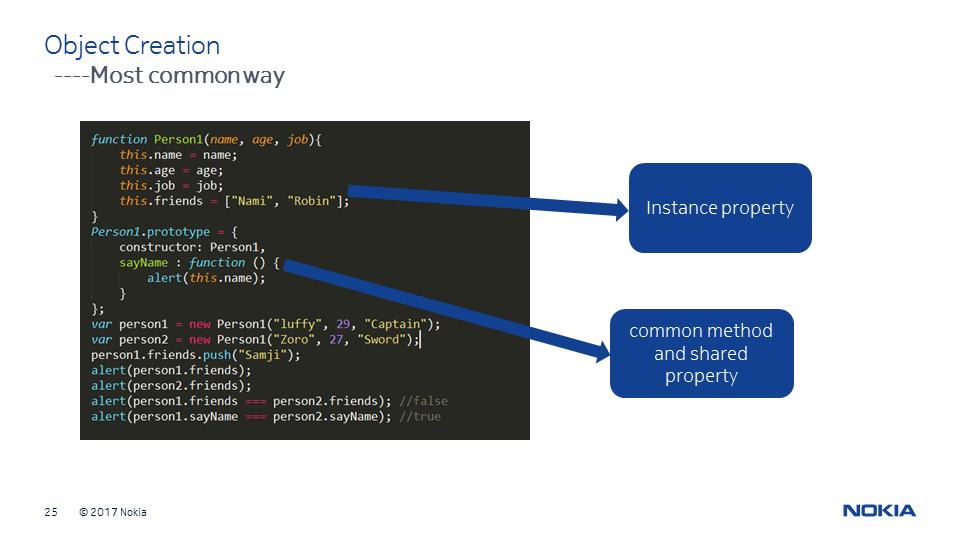 Object Creation
----Most common way
function Person1(name, age, job){
this.name = name;
this.age = age;
this.job = job;
this.friends = ["Nami", "Robin"];
}
Person1.prototype = {
constructor: Person1,
sayName : function () {
alert(this.name);
}
};
var person1 = new Person1("luffy", 29, "Captain");
var person2 = new Person1("Zoro", 27, "Sword");
person1.friends.push("Samji");
alert(person1.friends);
alert(person2.friends);
alert(person1.friends === person2.friends); //false
alert(person1.sayName === person2.sayName); //true
Instance property
common method
and shared
property
25 © 2017 Nokia
NOKIA